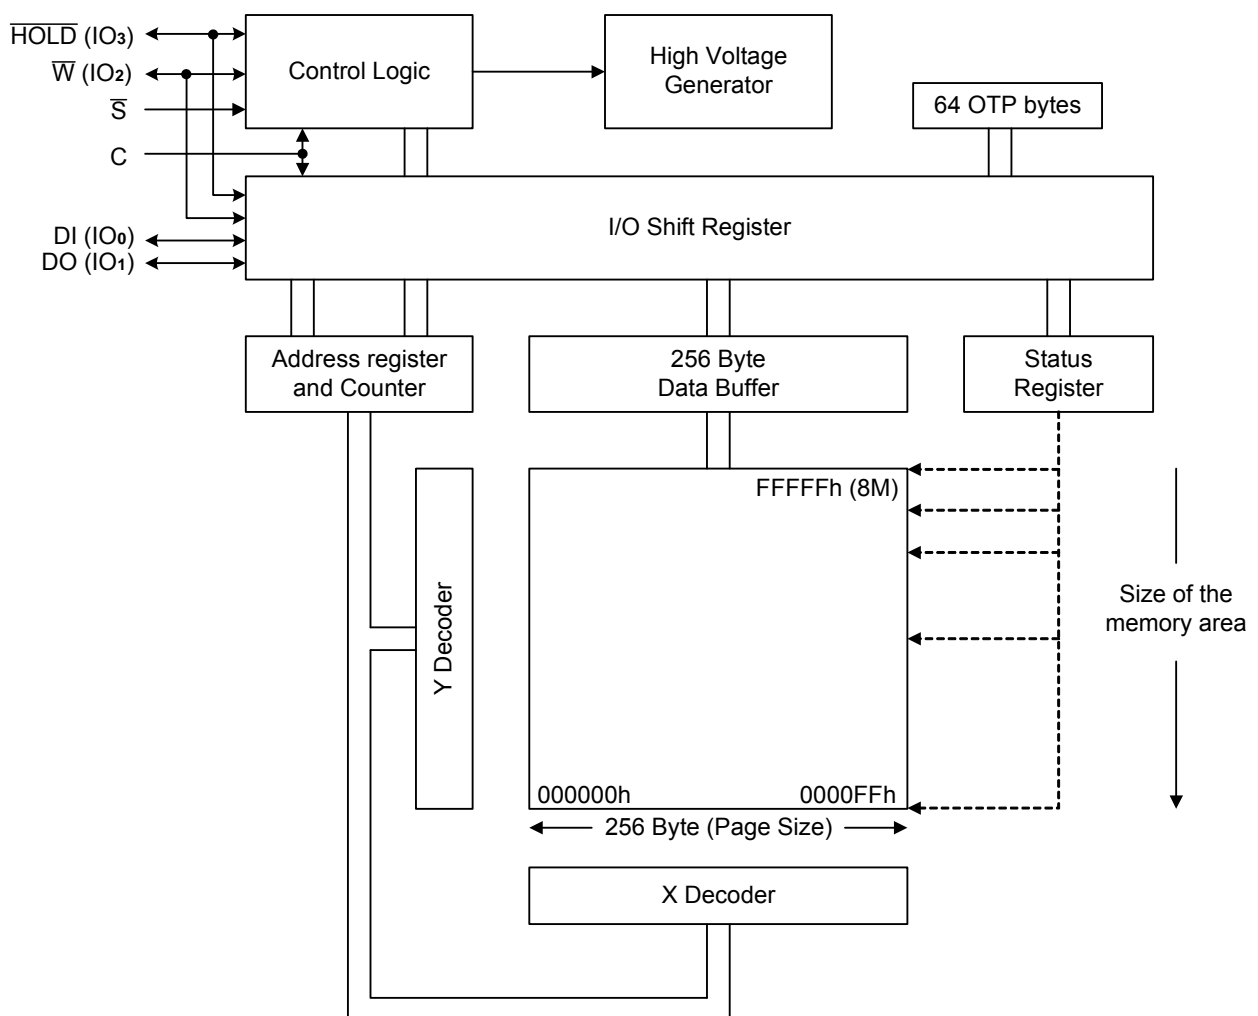 HOLD (IO3)
W (IO2)
S
C
DI (IO0)
DO (IO1)
Control Logic
High Voltage
Generator
64 OTP bytes
I/O Shift Register
Address register
and Counter
256 Byte
Data Buffer
Status
Register
Y Decoder
FFFFFh (8M)
000000h
0000FFh
256 Byte (Page Size)
X Decoder
Size of the
memory area